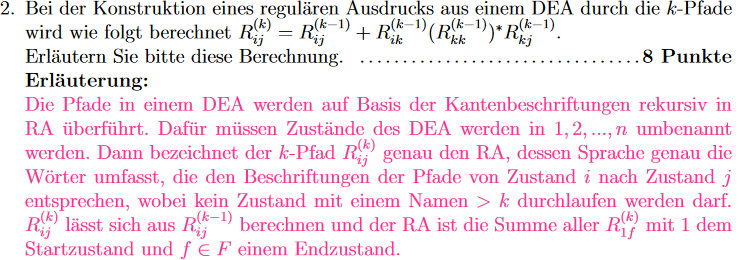 2. Bei der Konstruktion eines regulären Ausdrucks aus einem DEA durch die k-Pfade
wird wie folgt berechnet R_{ij}^{(k)} = R_{ij}^{(k−1)} + R_{ik}^{(k−1)}(R_{kk}^{(k−1)})*R_{kj}^{(k−1)}.
Erläutern Sie bitte diese Berechnung. ................................8 Punkte
Erläuterung:
Die Pfade in einem DEA werden auf Basis der Kantenbeschriftungen rekursiv in
RA überführt. Dafür müssen Zustände des DEA werden in 1, 2, ..., n umbenannt
werden. Dann bezeichnet der k-Pfad R_{ij}^{(k)} genau den RA, dessen Sprache genau die
Wörter umfasst, die den Beschriftungen der Pfade von Zustand i nach Zustand j
entsprechen, wobei kein Zustand mit einem Namen > k durchlaufen werden darf.
R_{ij}^{(k)} lässt sich aus R_{ij}^{(k−1)} berechnen und der RA ist die Summe aller R_{1f}^{(k)} mit 1 dem
Startzustand und f ∈ F einem Endzustand.